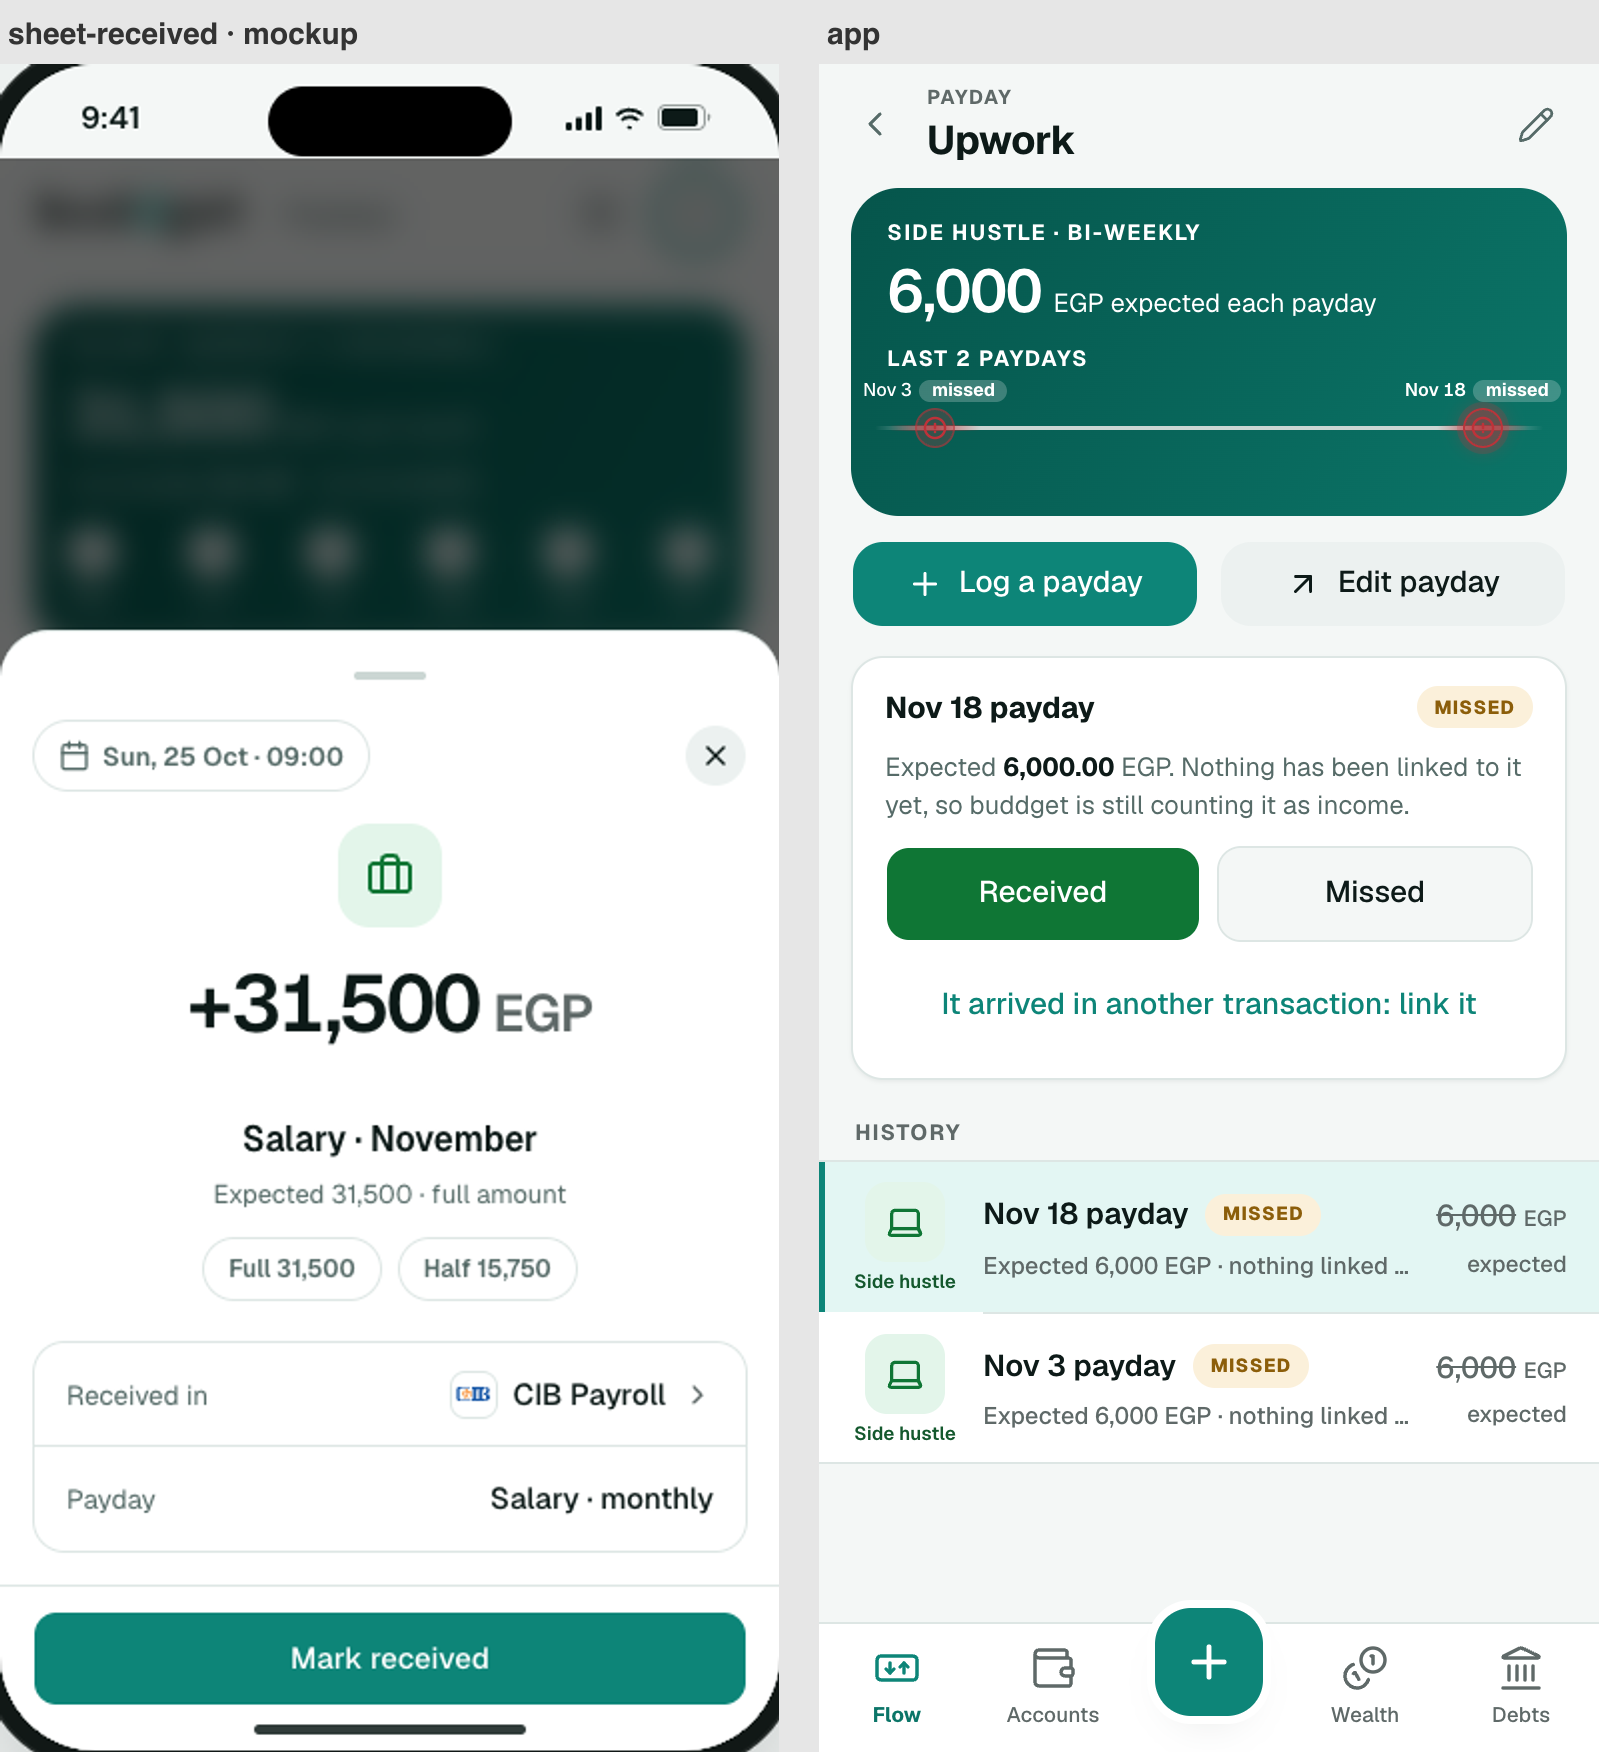 sheet-received · mockup
9:41
Sun, 25 Oct · 09:00
+31,500 EGP
Salary · November
Expected 31,500 · full amount
Full 31,500
Half 15,750
Received in
CIB
CIB Payroll
Payday
Salary · monthly
Mark received
app
PAYDAY
Upwork
SIDE HUSTLE · BI-WEEKLY
6,000 EGP expected each payday
LAST 2 PAYDAYS
Nov 3 missed
Nov 18 missed
Log a payday
Edit payday
Nov 18 payday
MISSED
Expected 6,000.00 EGP. Nothing has been linked to it
yet, so buddget is still counting it as income.
Received
Missed
It arrived in another transaction: link it
HISTORY
Nov 18 payday MISSED
6,000 EGP
Expected 6,000 EGP · nothing linked ...
expected
Side hustle
Nov 3 payday MISSED
6,000 EGP
Expected 6,000 EGP · nothing linked ...
expected
Side hustle
Flow
Accounts
Wealth
Debts